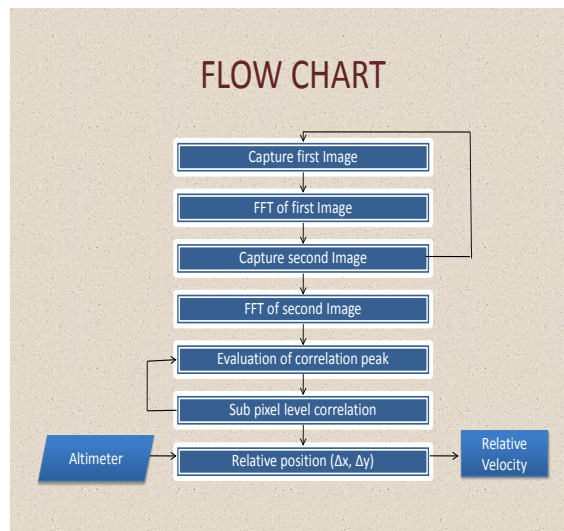 FLOW CHART
Capture first Image
FFT of first Image
Capture second Image
FFT of second Image
Evaluation of correlation peak
Sub pixel level correlation
Altimeter
Relative position (Δx, Δy)
Relative
Velocity